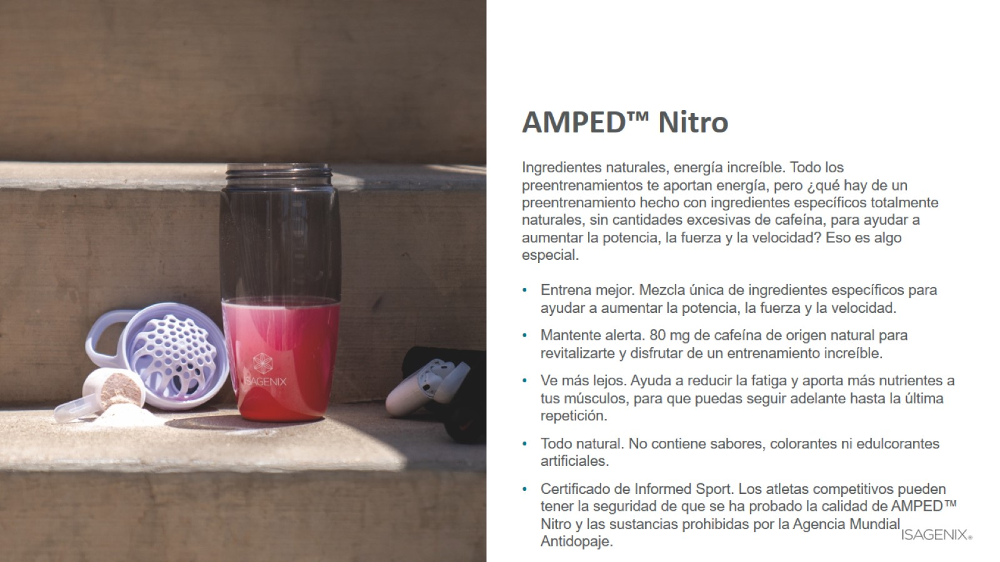 AMPED™ Nitro
Ingredientes naturales, energía increíble. Todo los
preentrenamientos te aportan energía, pero ¿qué hay de un
preentrenamiento hecho con ingredientes específicos totalmente
naturales, sin cantidades excesivas de cafeína, para ayudar a
aumentar la potencia, la fuerza y la velocidad? Eso es algo
especial.
• Entrena mejor. Mezcla única de ingredientes específicos para
ayudar a aumentar la potencia, la fuerza y la velocidad.
• Mantente alerta. 80 mg de cafeína de origen natural para
revitalizarte y disfrutar de un entrenamiento increíble.
• Ve más lejos. Ayuda a reducir la fatiga y aporta más nutrientes a
tus músculos, para que puedas seguir adelante hasta la última
repetición.
• Todo natural. No contiene sabores, colorantes ni edulcorantes
artificiales.
• Certificado de Informed Sport. Los atletas competitivos pueden
tener la seguridad de que se ha probado la calidad de AMPED™
Nitro y las sustancias prohibidas por la Agencia Mundial
Antidopaje.
ISAGENIX®
ISAGENIX